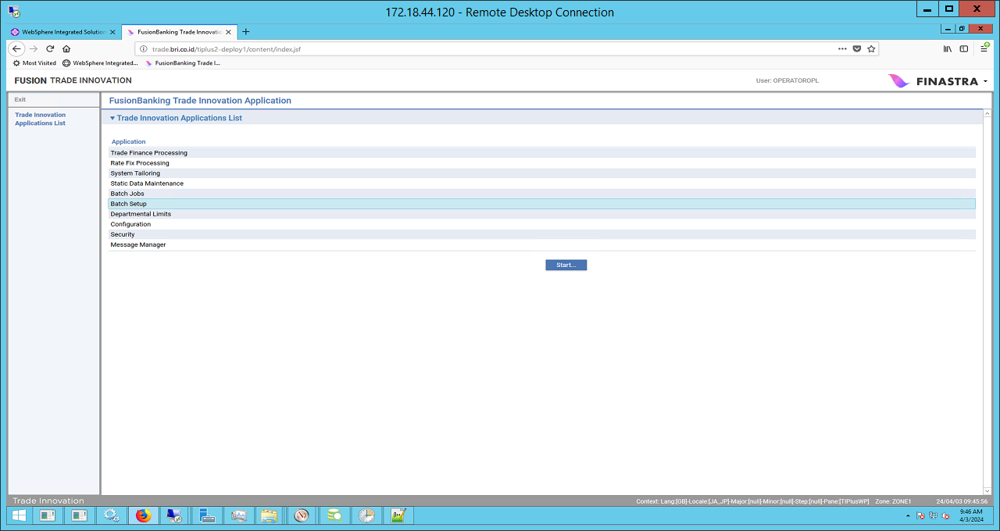 172.18.44.120 - Remote Desktop Connection
WebSphere Integrated Solution
FusionBanking Trade Innovatio
trade.bri.co.id/tiplus2-deploy1/content/index.jsf
Most Visited
WebSphere Integrated...
FusionBanking Trade I...
FUSION TRADE INNOVATION
User: OPERATOROPL
FINASTRA
Exit
Trade Innovation
Applications List
FusionBanking Trade Innovation Application
Trade Innovation Applications List
Application
Trade Finance Processing
Rate Fix Processing
System Tailoring
Static Data Maintenance
Batch Jobs
Batch Setup
Departmental Limits
Configuration
Security
Message Manager
Start...
Trade Innovation
Context: Lang:[GB]-Locale:[JA_JP]-Major:[null]-Minor:[null]-Step:[null]-Pane:[TIPlusWP]
Zone: ZONE1
24/04/03 09:45:56
9:46 AM
4/3/2024